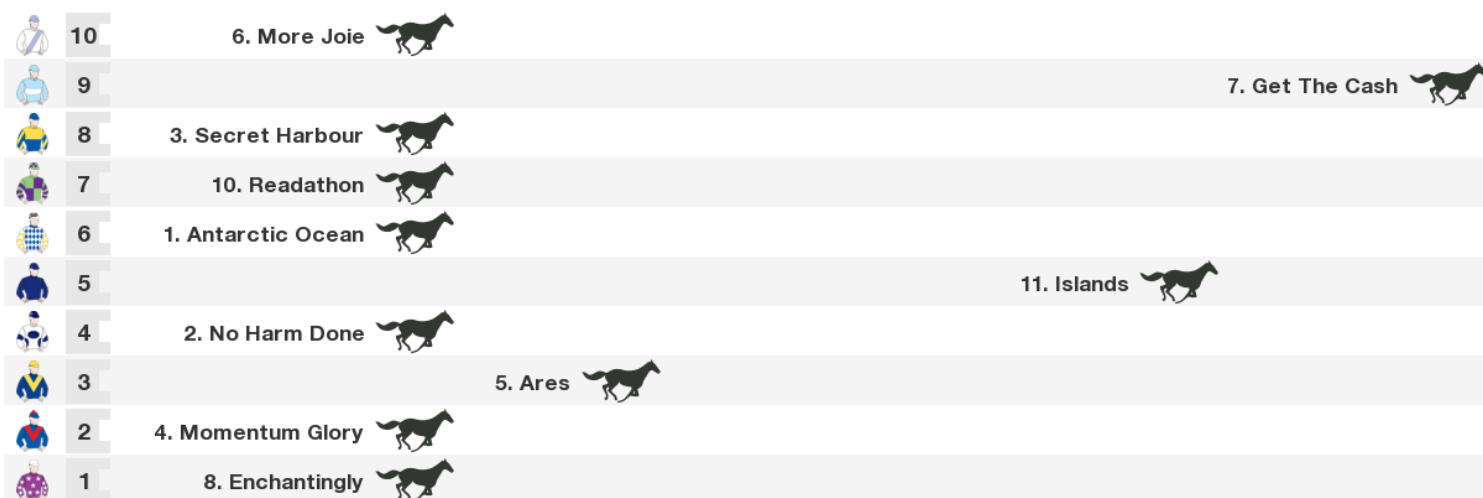 10 6. More Joie
9 7. Get The Cash
8 3. Secret Harbour
7 10. Readathon
6 1. Antarctic Ocean
5 11. Islands
4 2. No Harm Done
3 5. Ares
2 4. Momentum Glory
1 8. Enchantingly